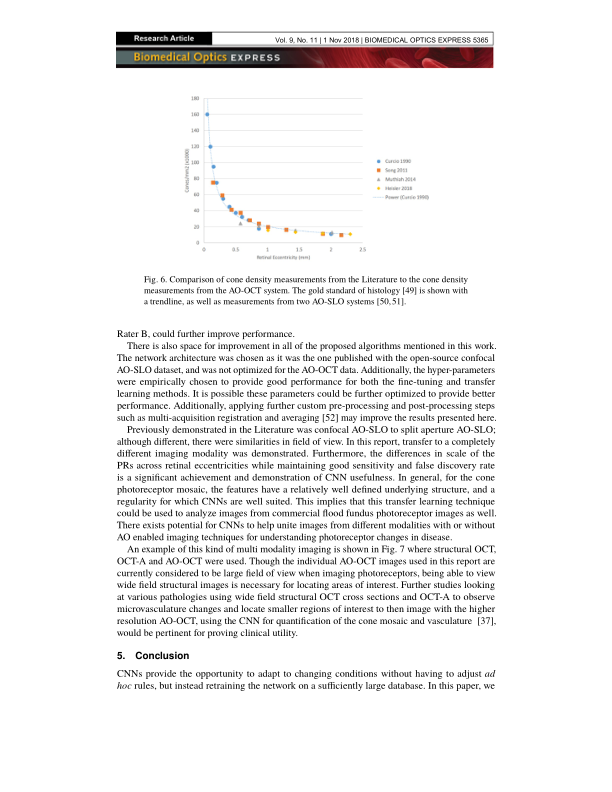 Research Article
Vol. 9, No. 11 | 1 Nov 2018 | BIOMEDICAL OPTICS EXPRESS 5365
Biomedical Optics EXPRESS
180
160
140
120
100
80
60
40
20
0
Cones/mm2 (x1000)
0 0.5 1 1.5 2 2.5
Retinal Eccentricity (mm)
Curcio 1990
Song 2011
Muthiah 2014
Heisler 2018
Power (Curcio 1990)
Fig. 6. Comparison of cone density measurements from the Literature to the cone density
measurements from the AO-OCT system. The gold standard of histology [49] is shown with
a trendline, as well as measurements from two AO-SLO systems [50,51].
Rater B, could further improve performance.
There is also space for improvement in all of the proposed algorithms mentioned in this work.
The network architecture was chosen as it was the one published with the open-source confocal
AO-SLO dataset, and was not optimized for the AO-OCT data. Additionally, the hyper-parameters
were empirically chosen to provide good performance for both the fine-tuning and transfer
learning methods. It is possible these parameters could be further optimized to provide better
performance. Additionally, applying further custom pre-processing and post-processing steps
such as multi-acquisition registration and averaging [52] may improve the results presented here.
Previously demonstrated in the Literature was confocal AO-SLO to split aperture AO-SLO;
although different, there were similarities in field of view. In this report, transfer to a completely
different imaging modality was demonstrated. Furthermore, the differences in scale of the
PRs across retinal eccentricities while maintaining good sensitivity and false discovery rate
is a significant achievement and demonstration of CNN usefulness. In general, for the cone
photoreceptor mosaic, the features have a relatively well defined underlying structure, and a
regularity for which CNNs are well suited. This implies that this transfer learning technique
could be used to analyze images from commercial flood fundus photoreceptor images as well.
There exists potential for CNNs to help unite images from different modalities with or without
AO enabled imaging techniques for understanding photoreceptor changes in disease.
An example of this kind of multi modality imaging is shown in Fig. 7 where structural OCT,
OCT-A and AO-OCT were used. Though the individual AO-OCT images used in this report are
currently considered to be large field of view when imaging photoreceptors, being able to view
wide field structural images is necessary for locating areas of interest. Further studies looking
at various pathologies using wide field structural OCT cross sections and OCT-A to observe
microvasculature changes and locate smaller regions of interest to then image with the higher
resolution AO-OCT, using the CNN for quantification of the cone mosaic and vasculature [37],
would be pertinent for proving clinical utility.
5. Conclusion
CNNs provide the opportunity to adapt to changing conditions without having to adjust ad
hoc rules, but instead retraining the network on a sufficiently large database. In this paper, we